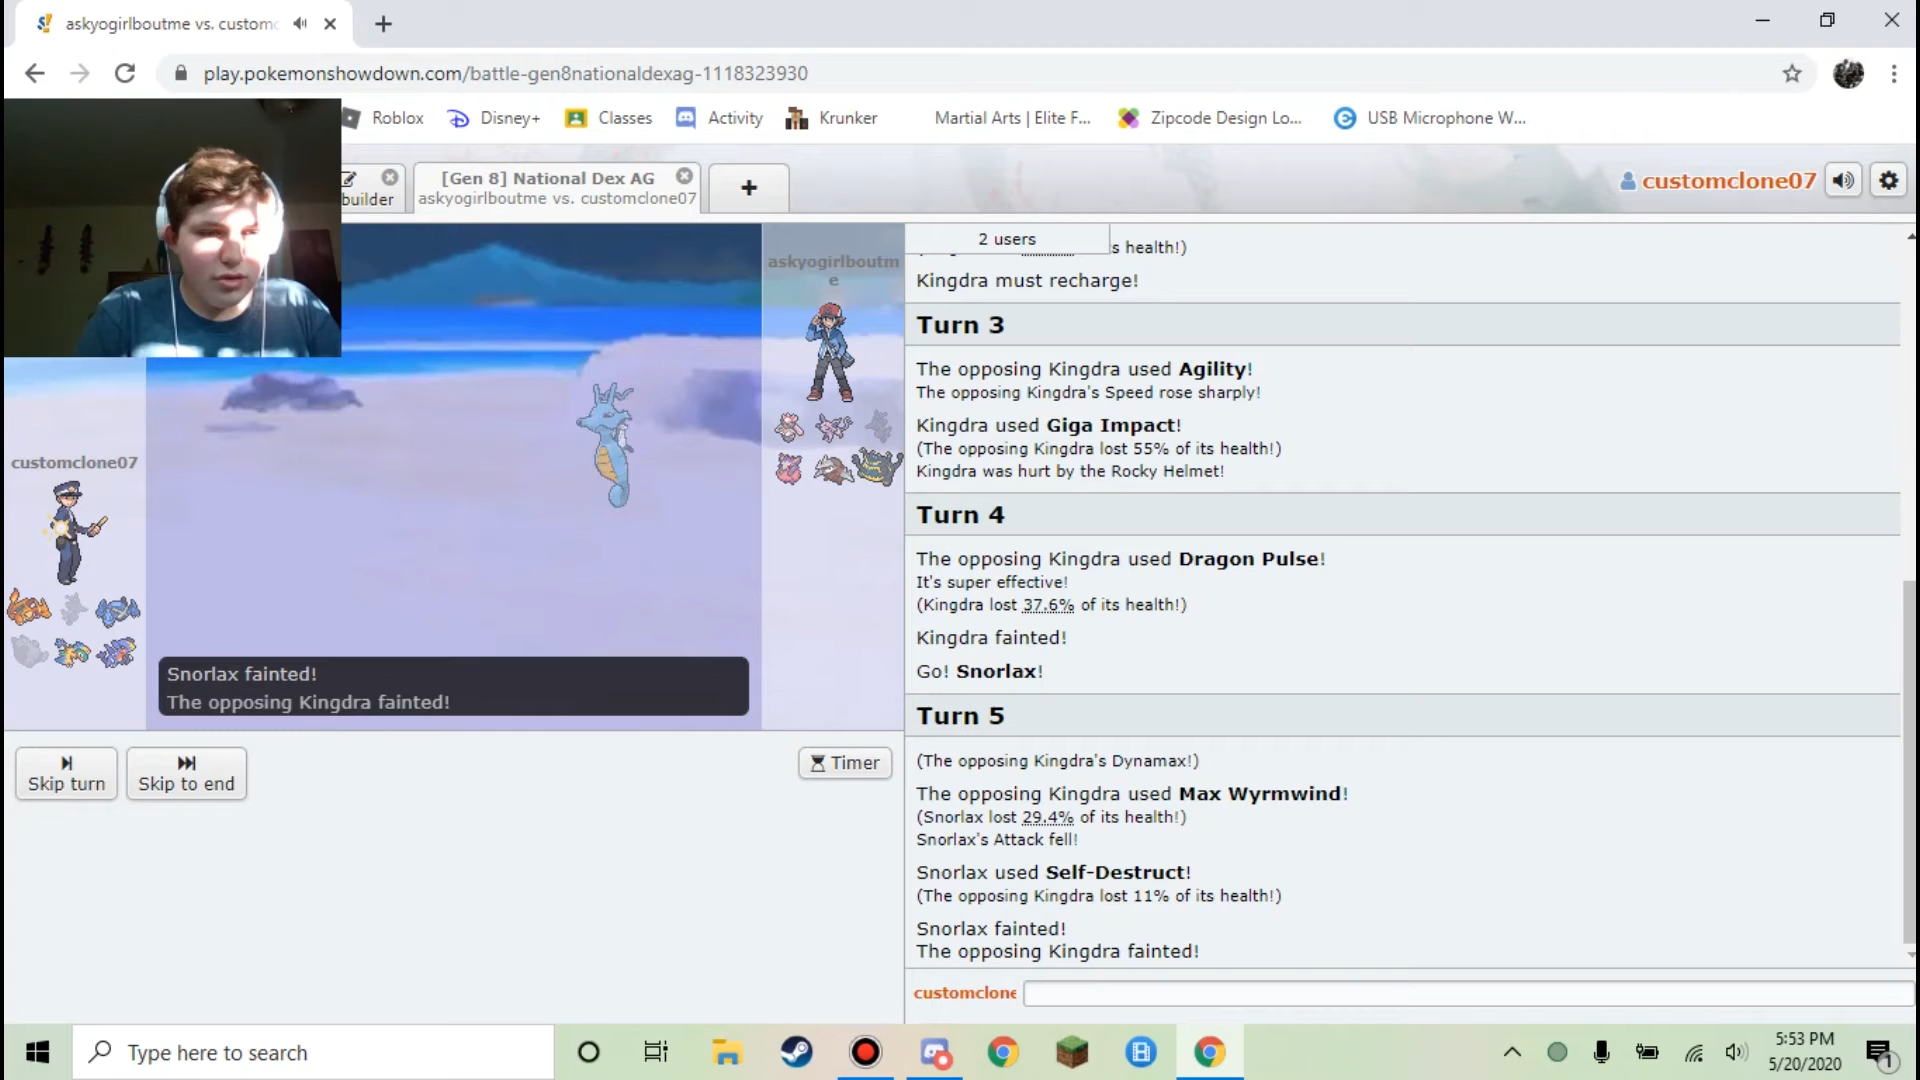 askyogirlboutme vs. customc
play.pokemonshowdown.com/battle-gen8nationaldexag-1118323930
Roblox
Disney+
Classes
Activity
Krunker
Martial Arts | Elite F...
Zipcode Design Lo...
USB Microphone W...
builder
[Gen 8] National Dex AG
askyogirlboutme vs. customclone07
+
customclone07
askyogirlboutm
e
customclone07
Snorlax fainted!
The opposing Kingdra fainted!
Skip turn
Skip to end
Timer
2 users
s health!)
Kingdra must recharge!
Turn 3
The opposing Kingdra used Agility!
The opposing Kingdra's Speed rose sharply!
Kingdra used Giga Impact!
(The opposing Kingdra lost 55% of its health!)
Kingdra was hurt by the Rocky Helmet!
Turn 4
The opposing Kingdra used Dragon Pulse!
It's super effective!
(Kingdra lost 37.6% of its health!)
Kingdra fainted!
Go! Snorlax!
Turn 5
(The opposing Kingdra's Dynamax!)
The opposing Kingdra used Max Wyrmwind!
(Snorlax lost 29.4% of its health!)
Snorlax's Attack fell!
Snorlax used Self-Destruct!
(The opposing Kingdra lost 11% of its health!)
Snorlax fainted!
The opposing Kingdra fainted!
customclone
Type here to search
5:53 PM
5/20/2020
1